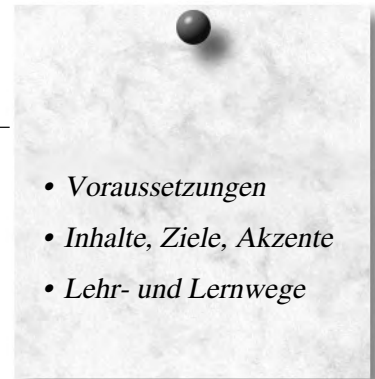 • Voraussetzungen
• Inhalte, Ziele, Akzente
• Lehr- und Lernwege